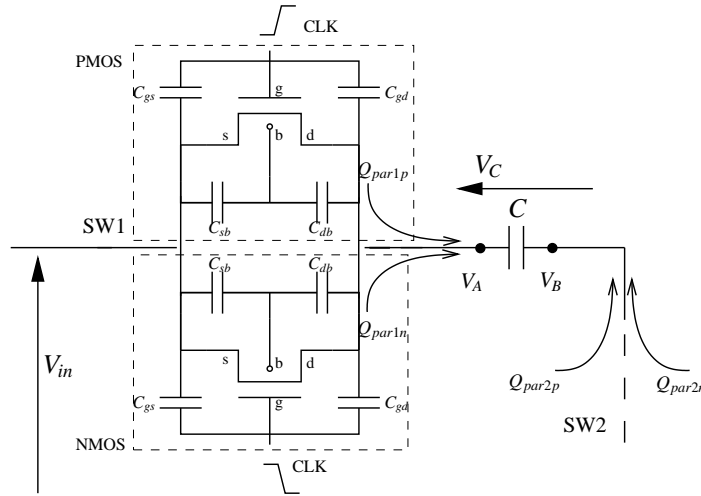 CLK
PMOS
C_gs
g
C_gd
s
b
d
Q_par1p
V_C
C
SW1
C_sb
C_db
C_sb
C_db
V_A
V_B
V_in
Q_par1n
s
b
d
Q_par2p
Q_par2n
C_gs
g
C_gd
SW2
NMOS
CLK